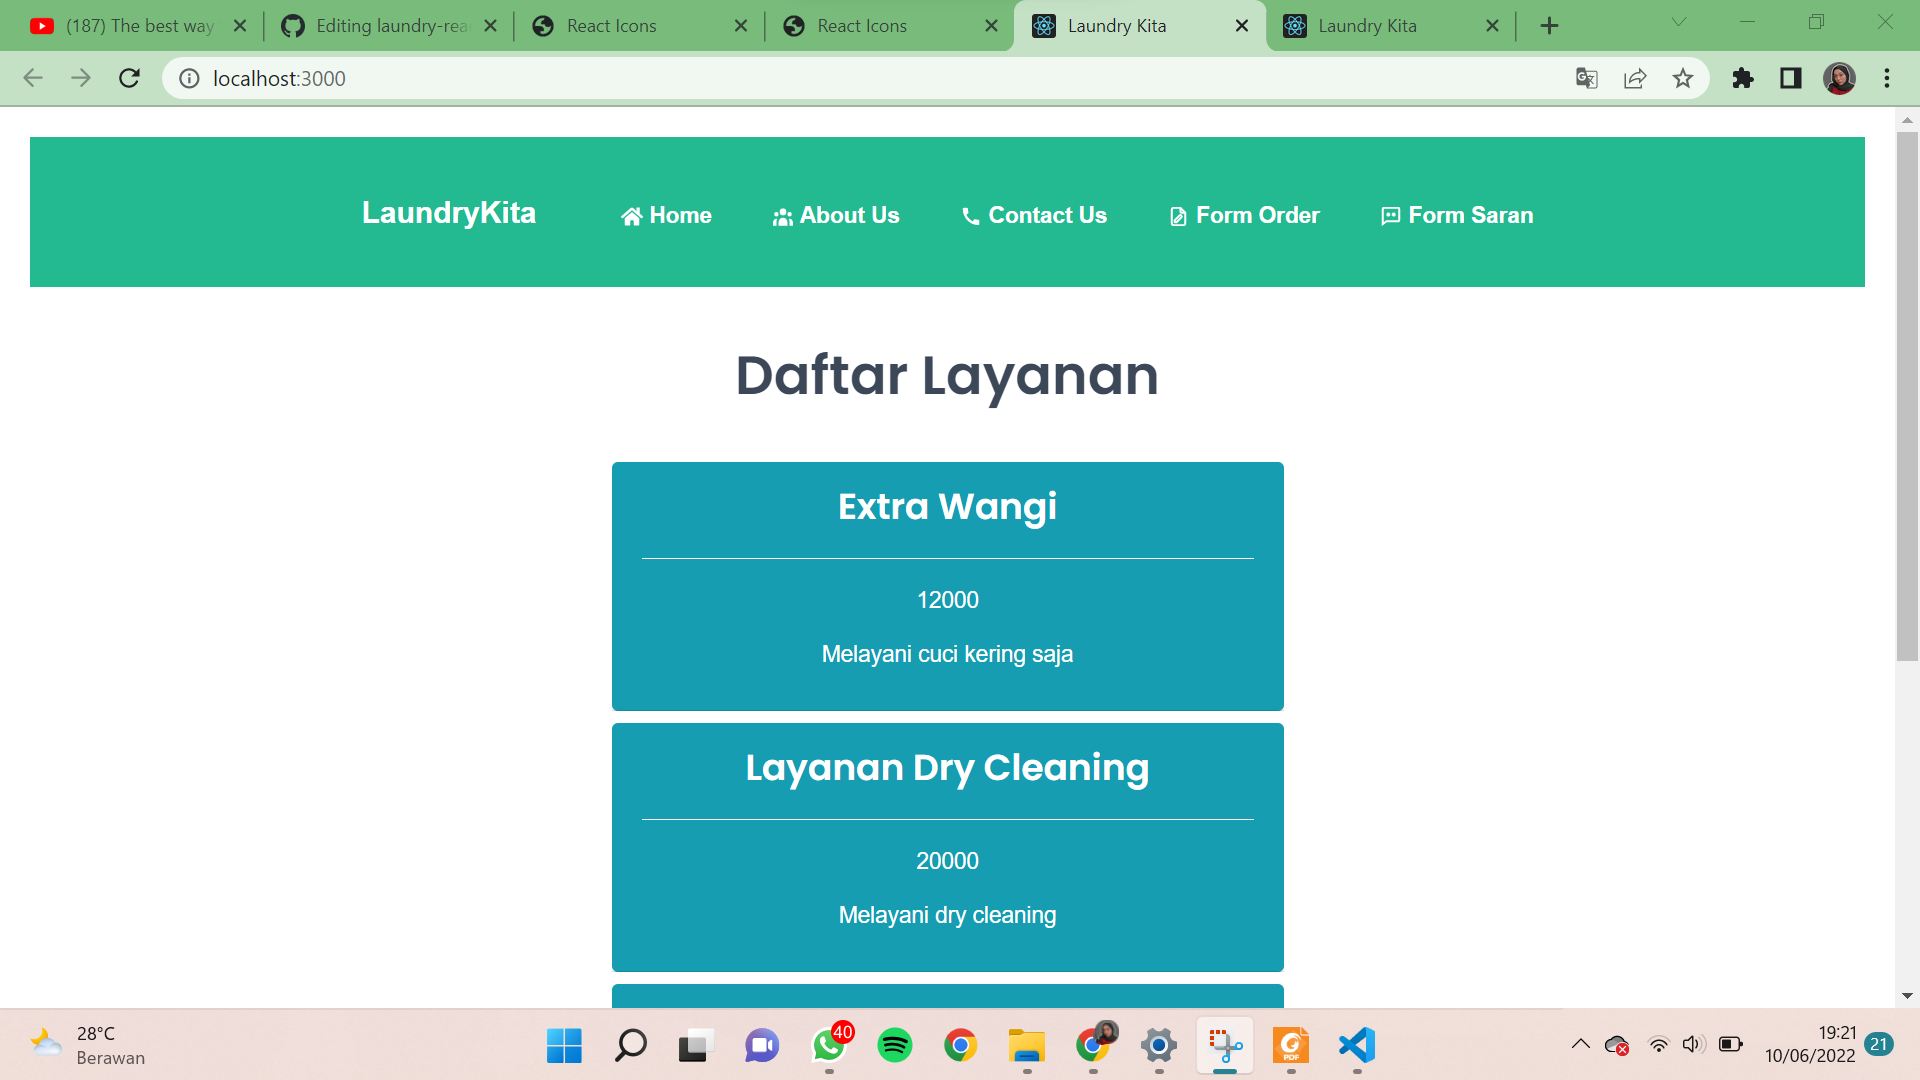 (187) The best way
Editing laundry-rea
React Icons
React Icons
Laundry Kita
Laundry Kita
localhost:3000
LaundryKita
Home
About Us
Contact Us
Form Order
Form Saran
Daftar Layanan
Extra Wangi
12000
Melayani cuci kering saja
Layanan Dry Cleaning
20000
Melayani dry cleaning
28°C
Berawan
40
PDF
19:21
10/06/2022
21